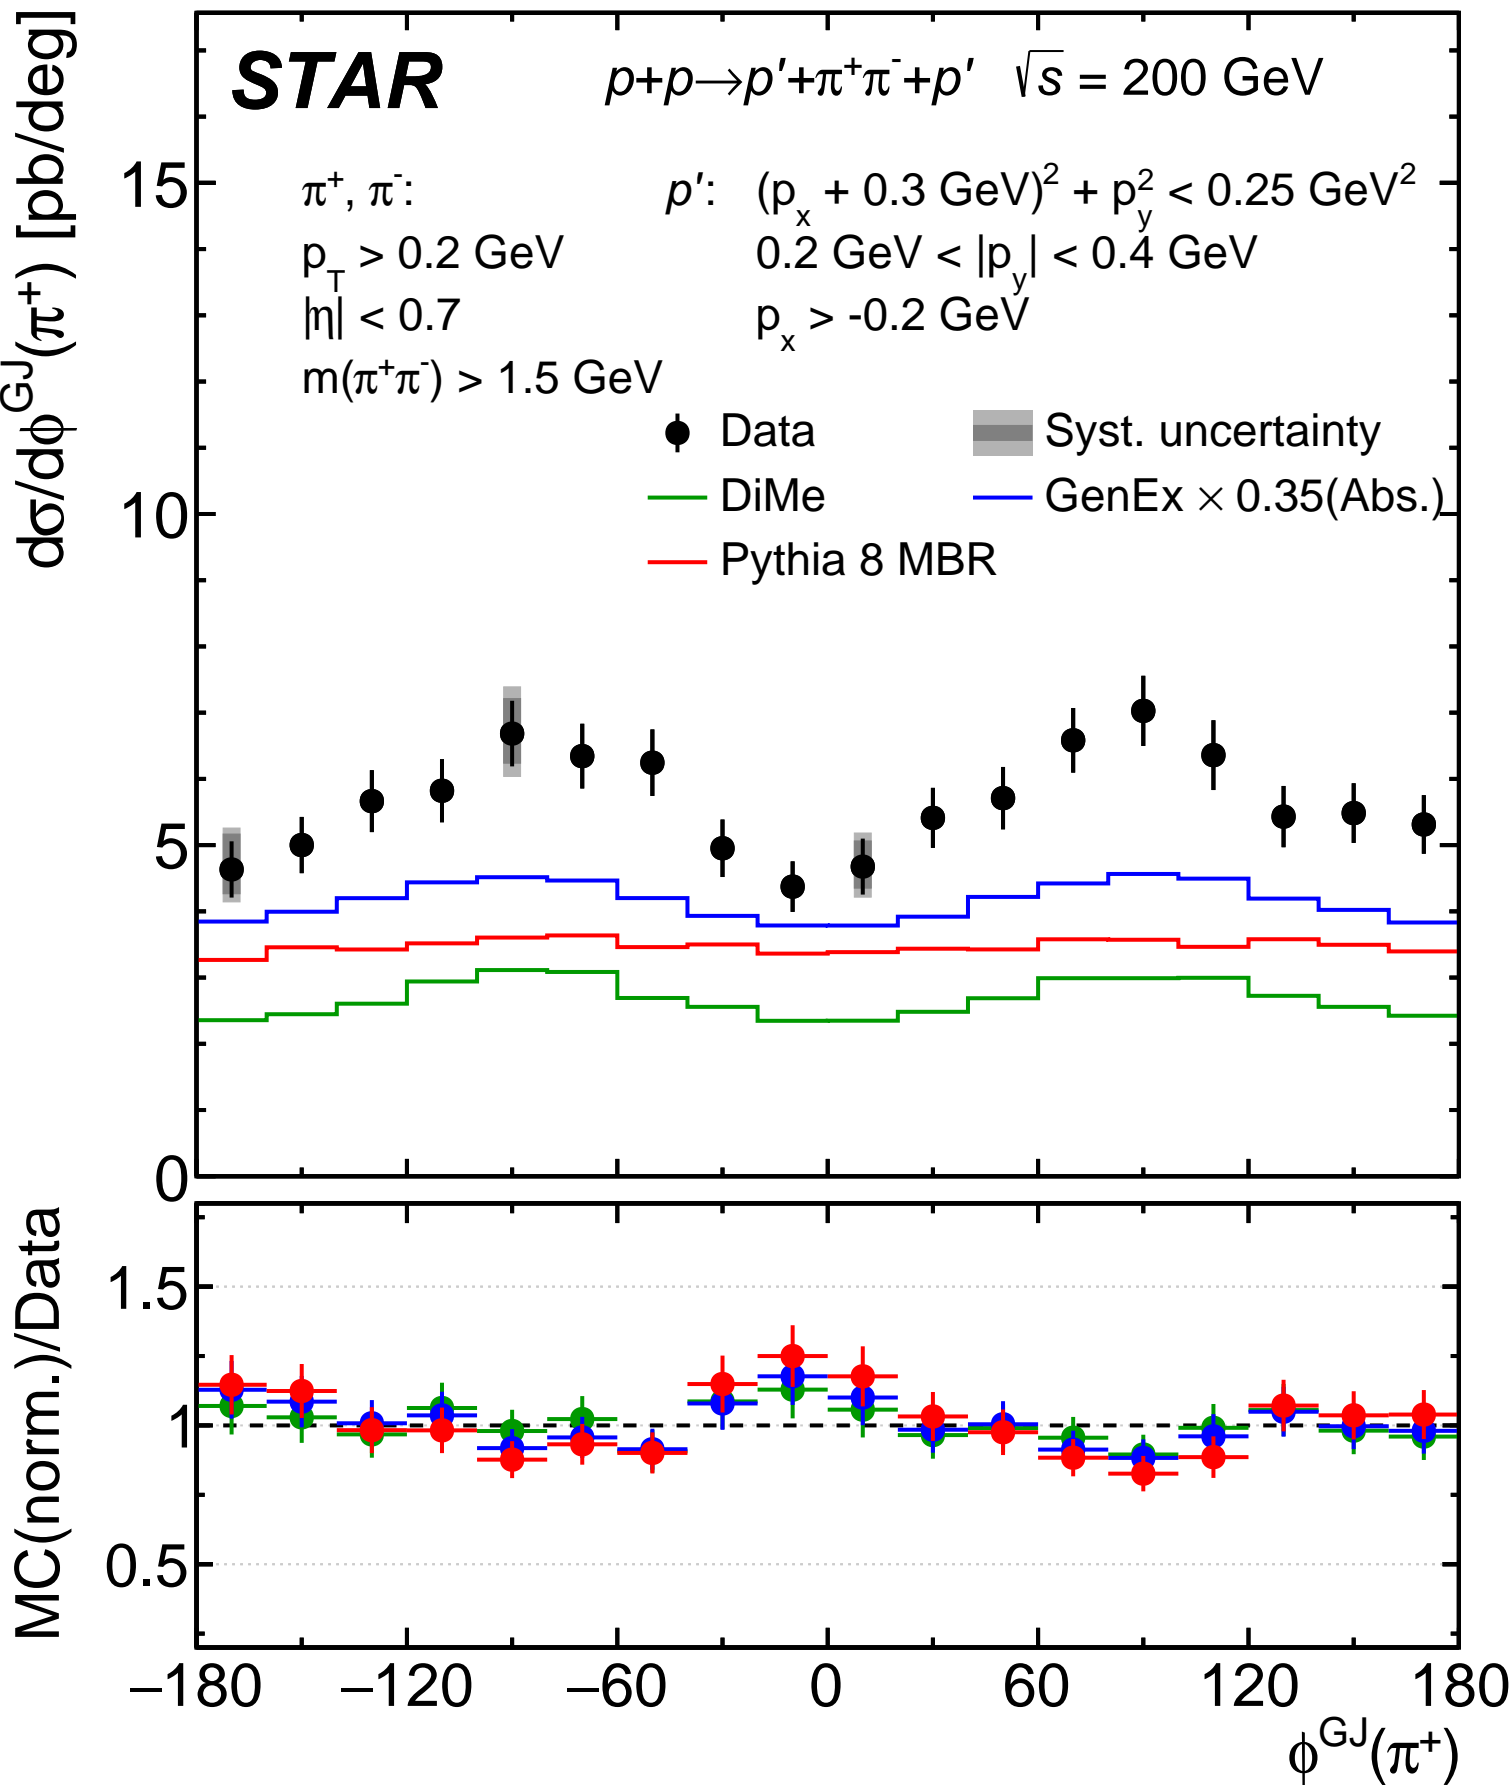 STAR p+p→p′+π⁺π⁻+p′ √s = 200 GeV
π⁺, π⁻: p′: (pₓ + 0.3 GeV)² + p_y² < 0.25 GeV²
p_T > 0.2 GeV 0.2 GeV < |p_y| < 0.4 GeV
|η| < 0.7 pₓ > -0.2 GeV
m(π⁺π⁻) > 1.5 GeV
Data Syst. uncertainty
DiMe GenEx × 0.35(Abs.)
Pythia 8 MBR
dσ/dϕ^GJ(π⁺) [pb/deg]
15
10
5
0
MC(norm.)/Data
1.5
1
0.5
−180 −120 −60 0 60 120 180
ϕ^GJ(π⁺)